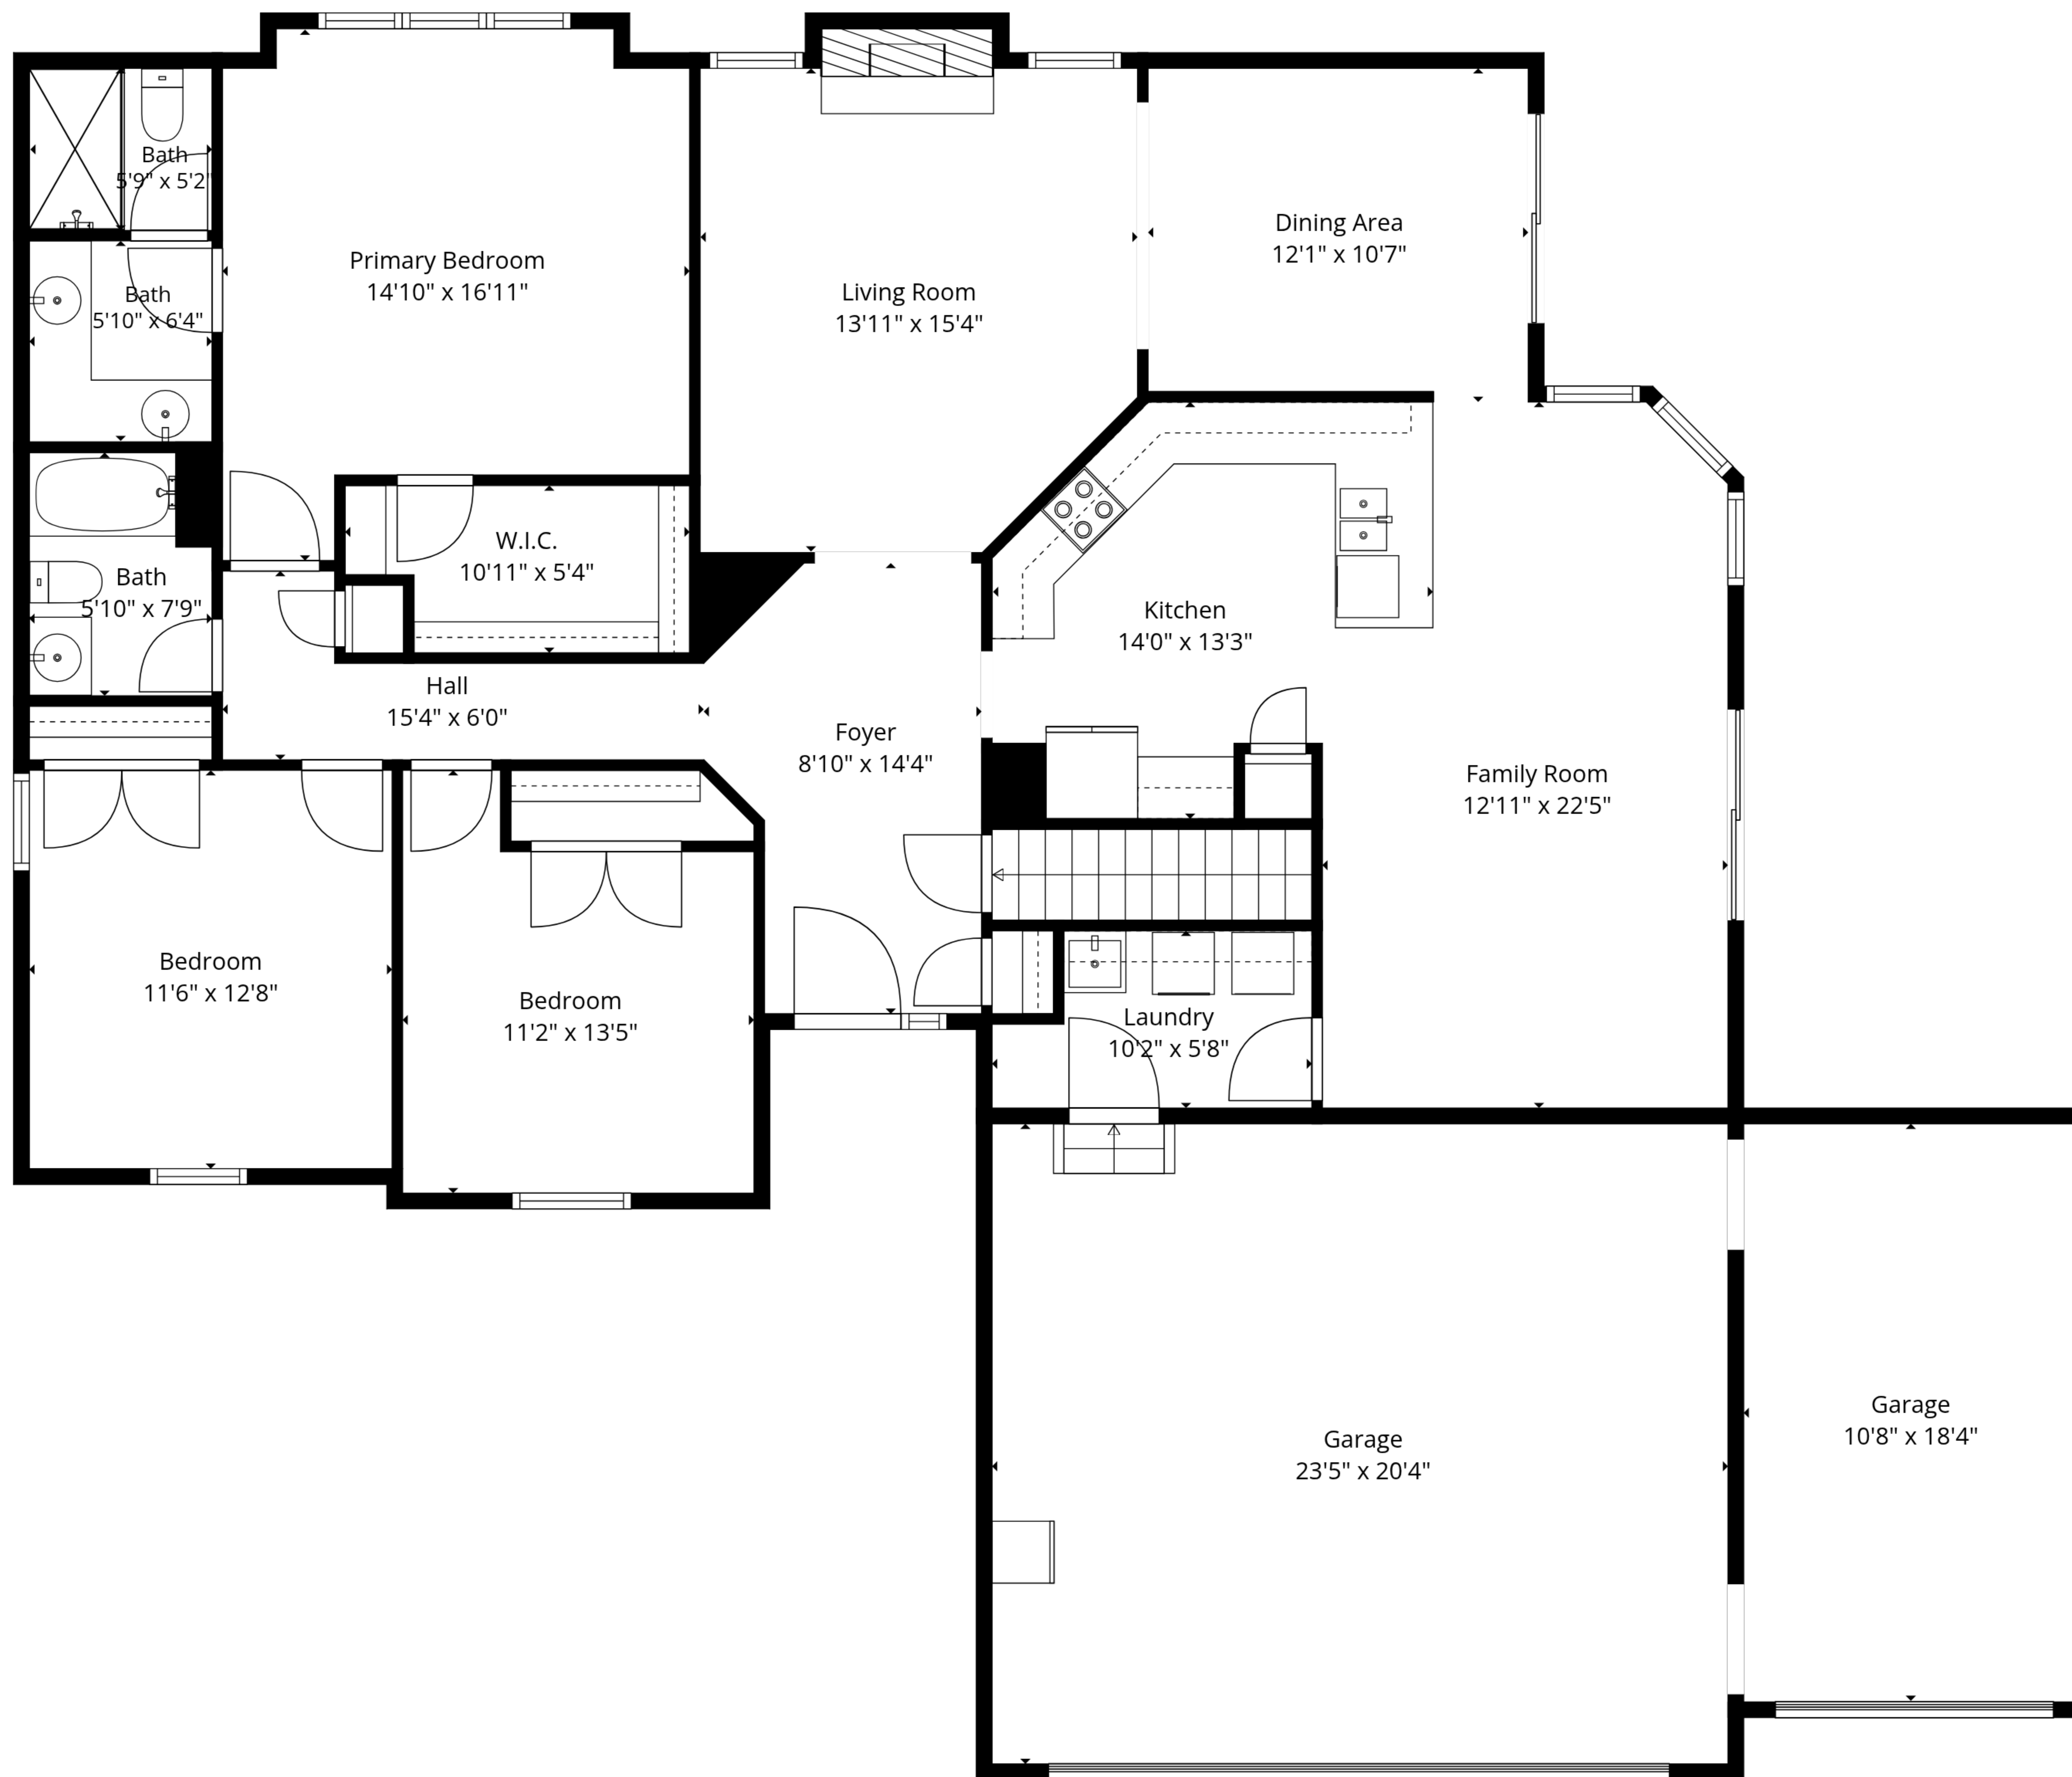 Bath
5'9" x 5'2"
Primary Bedroom
14'10" x 16'11"
Living Room
13'11" x 15'4"
Dining Area
12'1" x 10'7"
Bath
5'10" x 6'4"
W.I.C.
10'11" x 5'4"
Bath
5'10" x 7'9"
Kitchen
14'0" x 13'3"
Hall
15'4" x 6'0"
Foyer
8'10" x 14'4"
Family Room
12'11" x 22'5"
Bedroom
11'6" x 12'8"
Bedroom
11'2" x 13'5"
Laundry
10'2" x 5'8"
Garage
23'5" x 20'4"
Garage
10'8" x 18'4"